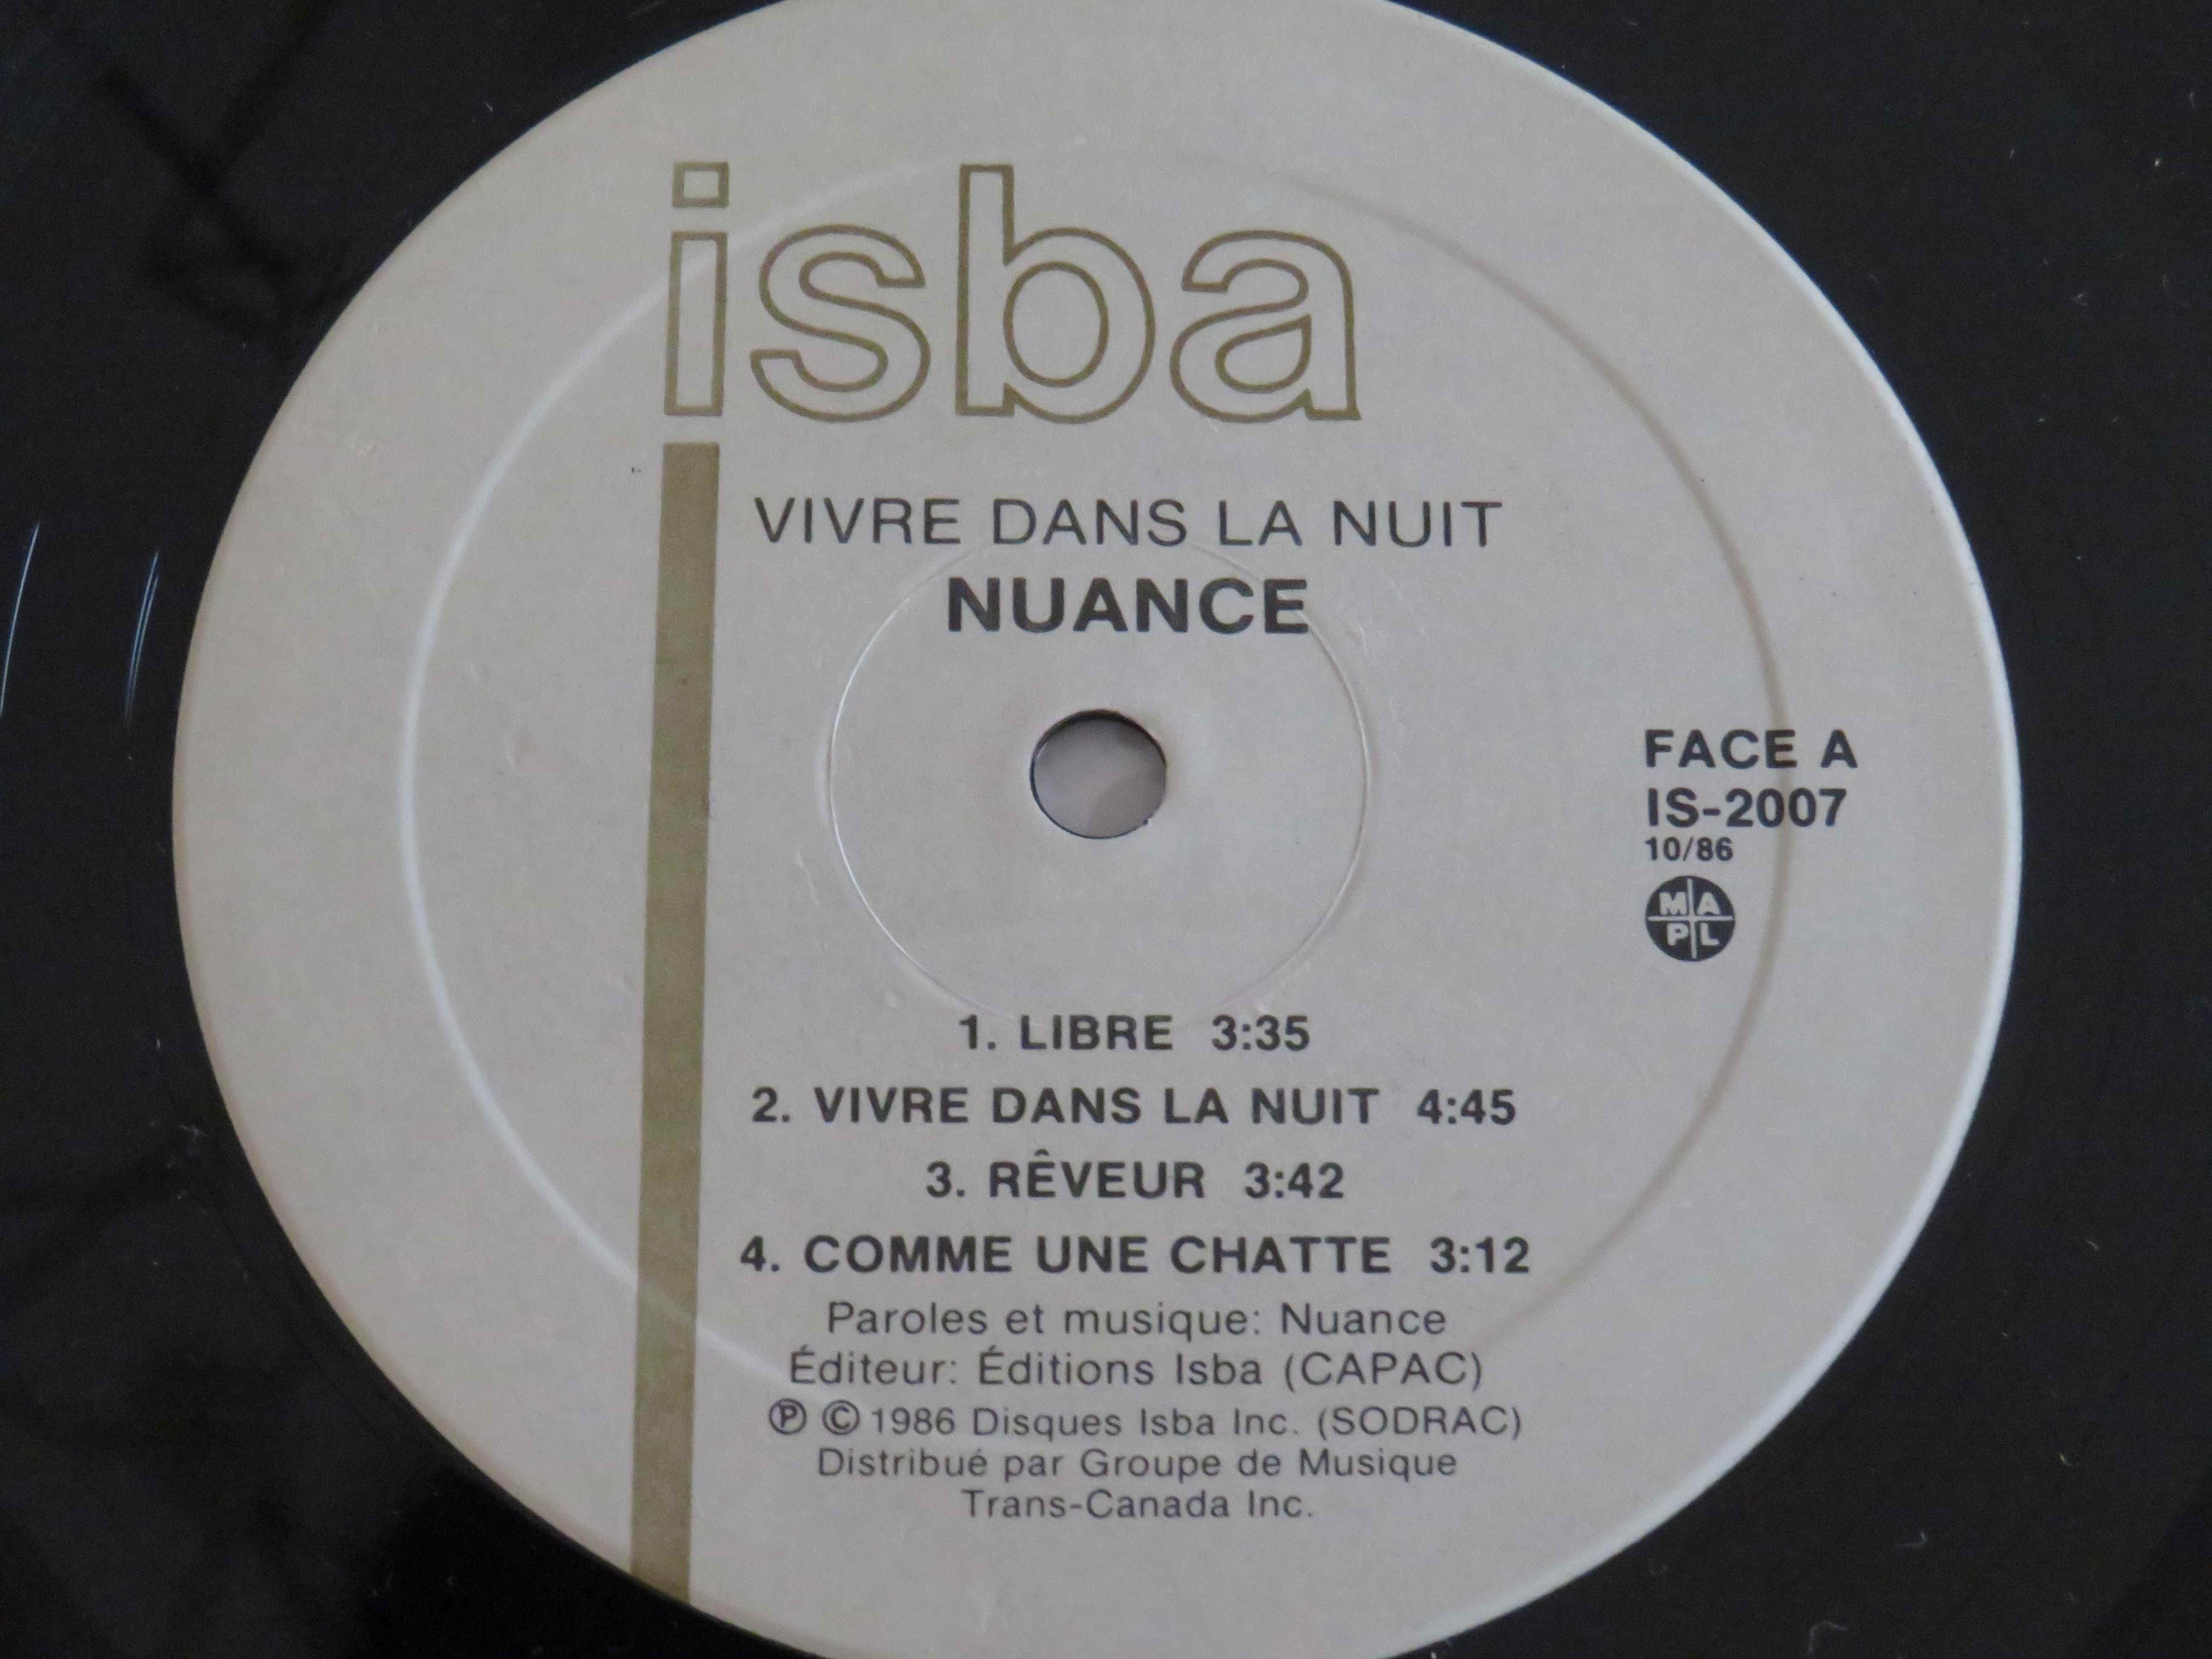 isba
VIVRE DANS LA NUIT
NUANCE
FACE A
IS-2007
10/86
MA
PL
1. LIBRE 3:35
2. VIVRE DANS LA NUIT 4:45
3. RÊVEUR 3:42
4. COMME UNE CHATTE 3:12
Paroles et musique: Nuance
Éditeur: Éditions Isba (CAPAC)
Ⓟ © 1986 Disques Isba Inc. (SODRAC)
Distribué par Groupe de Musique
Trans-Canada Inc.